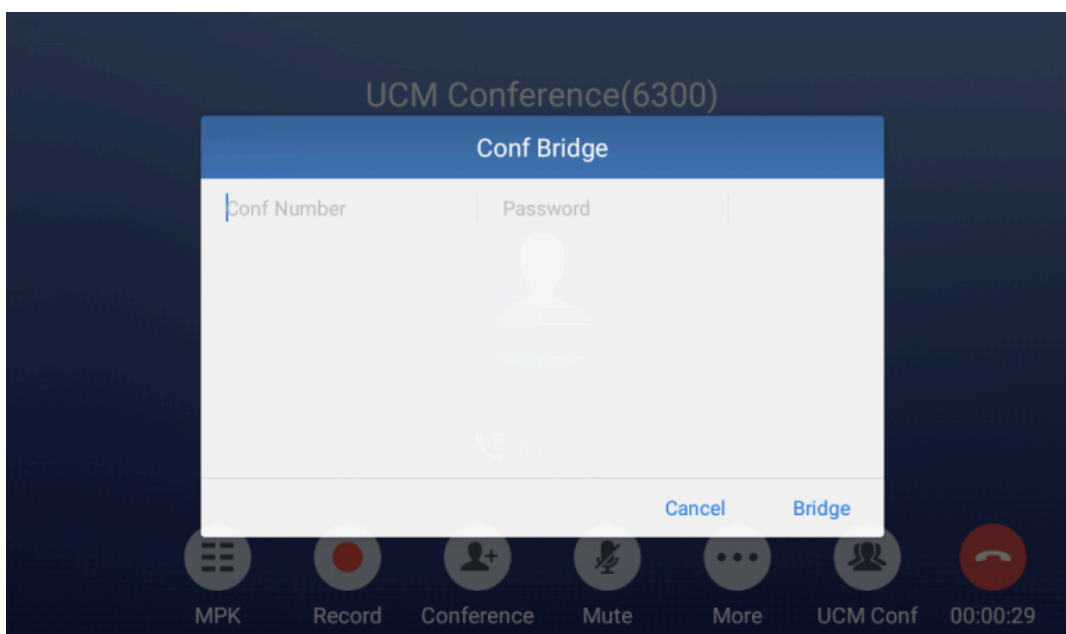 UCM Conference(6300)
Conf Bridge
Conf Number Password
Cancel Bridge
MPK Record Conference Mute More UCM Conf 00:00:29